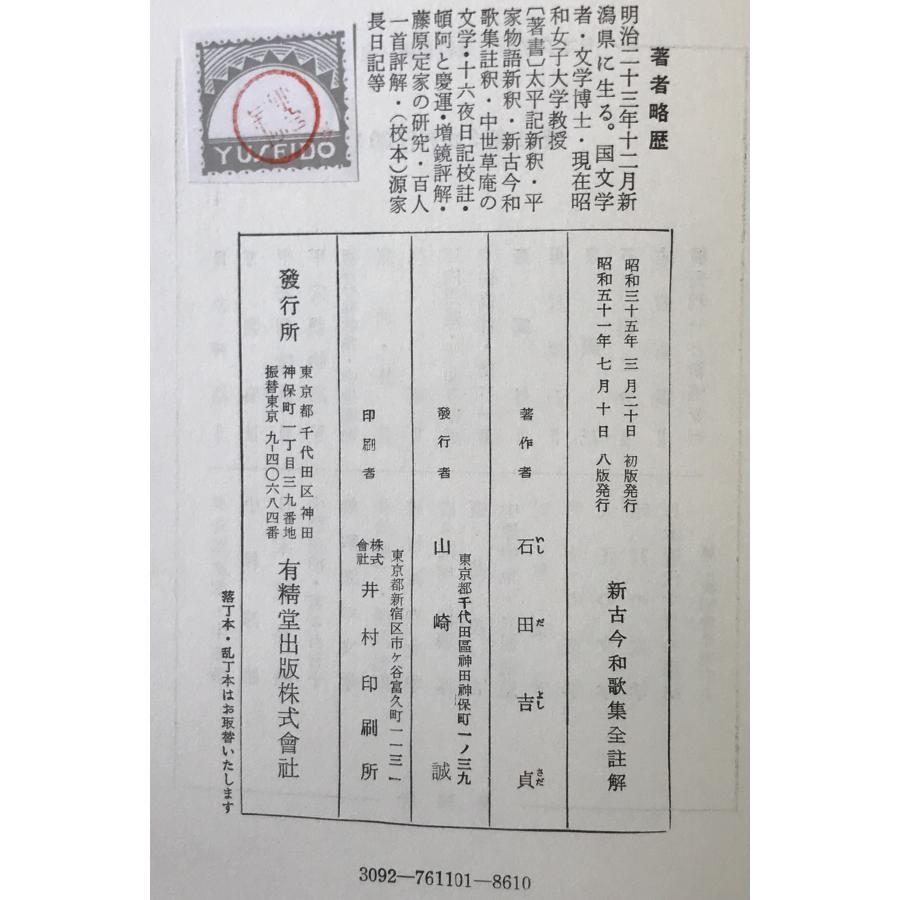 著者略歴
明治二十三年十二月新
潟県に生る。国文学
者・文学博士・現在昭
和女子大学教授
〔著書〕太平記新釈・平
家物語新釈・新古今和
歌集註釈・中世草庵の
文学・十六夜日記校註・
頓阿と慶運・増鏡評解・
藤原定家の研究・百人
一首評解・(校本)源家
長日記等
YUSEIDO
昭和三十五年 三 月二十日 初版発行
昭和五十一年 七 月 十 日 八版発行
新古今和歌集全註解
著作者 石田吉貞
いし だ よし さだ
東京都千代田區神田神保町一ノ三九
發行者 山崎 誠
東京都新宿区市ヶ谷富久町一一三
印刷者 株式會社 井村印刷所
發行所
東京都千代田区神田
神保町一丁目三九番地
振替東京 九−四〇六八四番
有精堂出版株式會社
落丁本・乱丁本はお取替いたします
3092—761101—8610